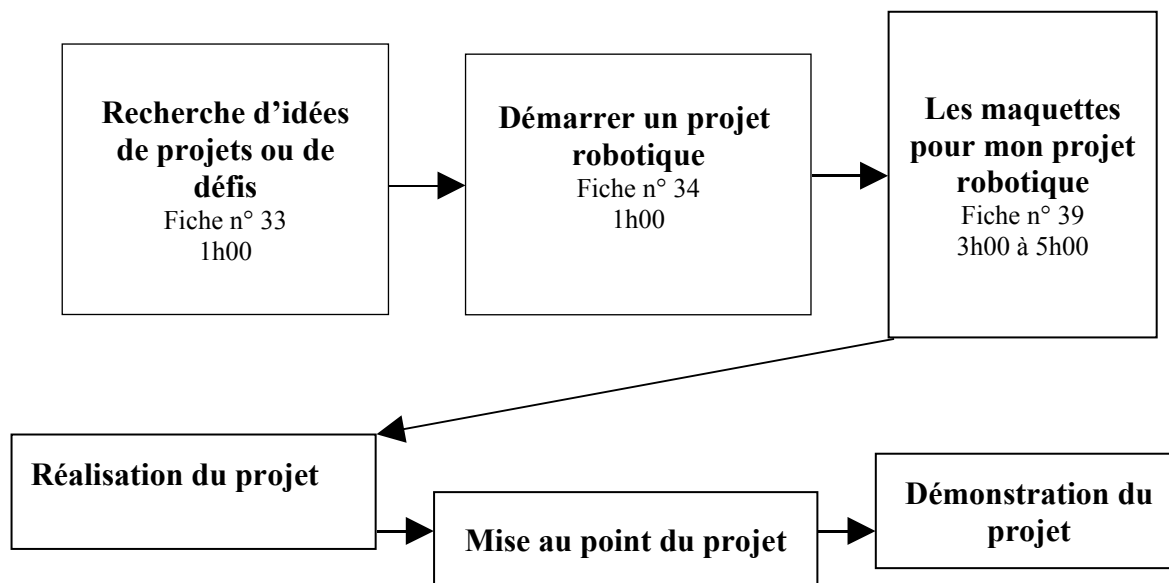 Recherche d’idées
de projets ou de
défis
Fiche n° 33
1h00
Démarrer un projet
robotique
Fiche n° 34
1h00
Les maquettes
pour mon projet
robotique
Fiche n° 39
3h00 à 5h00
Réalisation du projet
Mise au point du projet
Démonstration du
projet